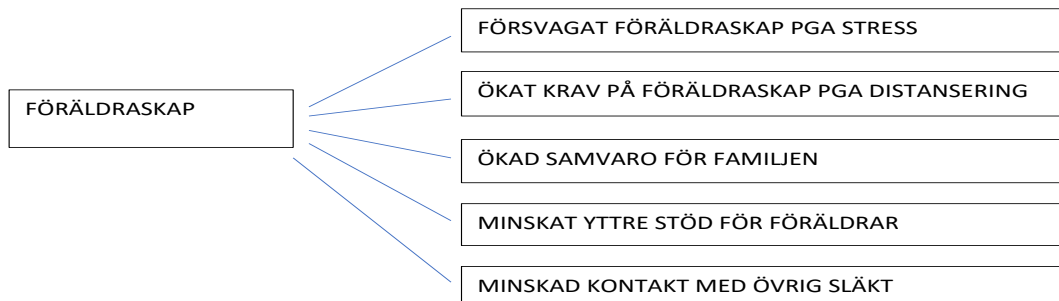 FÖRÄLDRASKAP
FÖRSVAGAT FÖRÄLDRASKAP PGA STRESS
ÖKAT KRAV PÅ FÖRÄLDRASKAP PGA DISTANSERING
ÖKAD SAMVARO FÖR FAMILJEN
MINSKAT YTTRE STÖD FÖR FÖRÄLDRAR
MINSKAD KONTAKT MED ÖVRIG SLÄKT